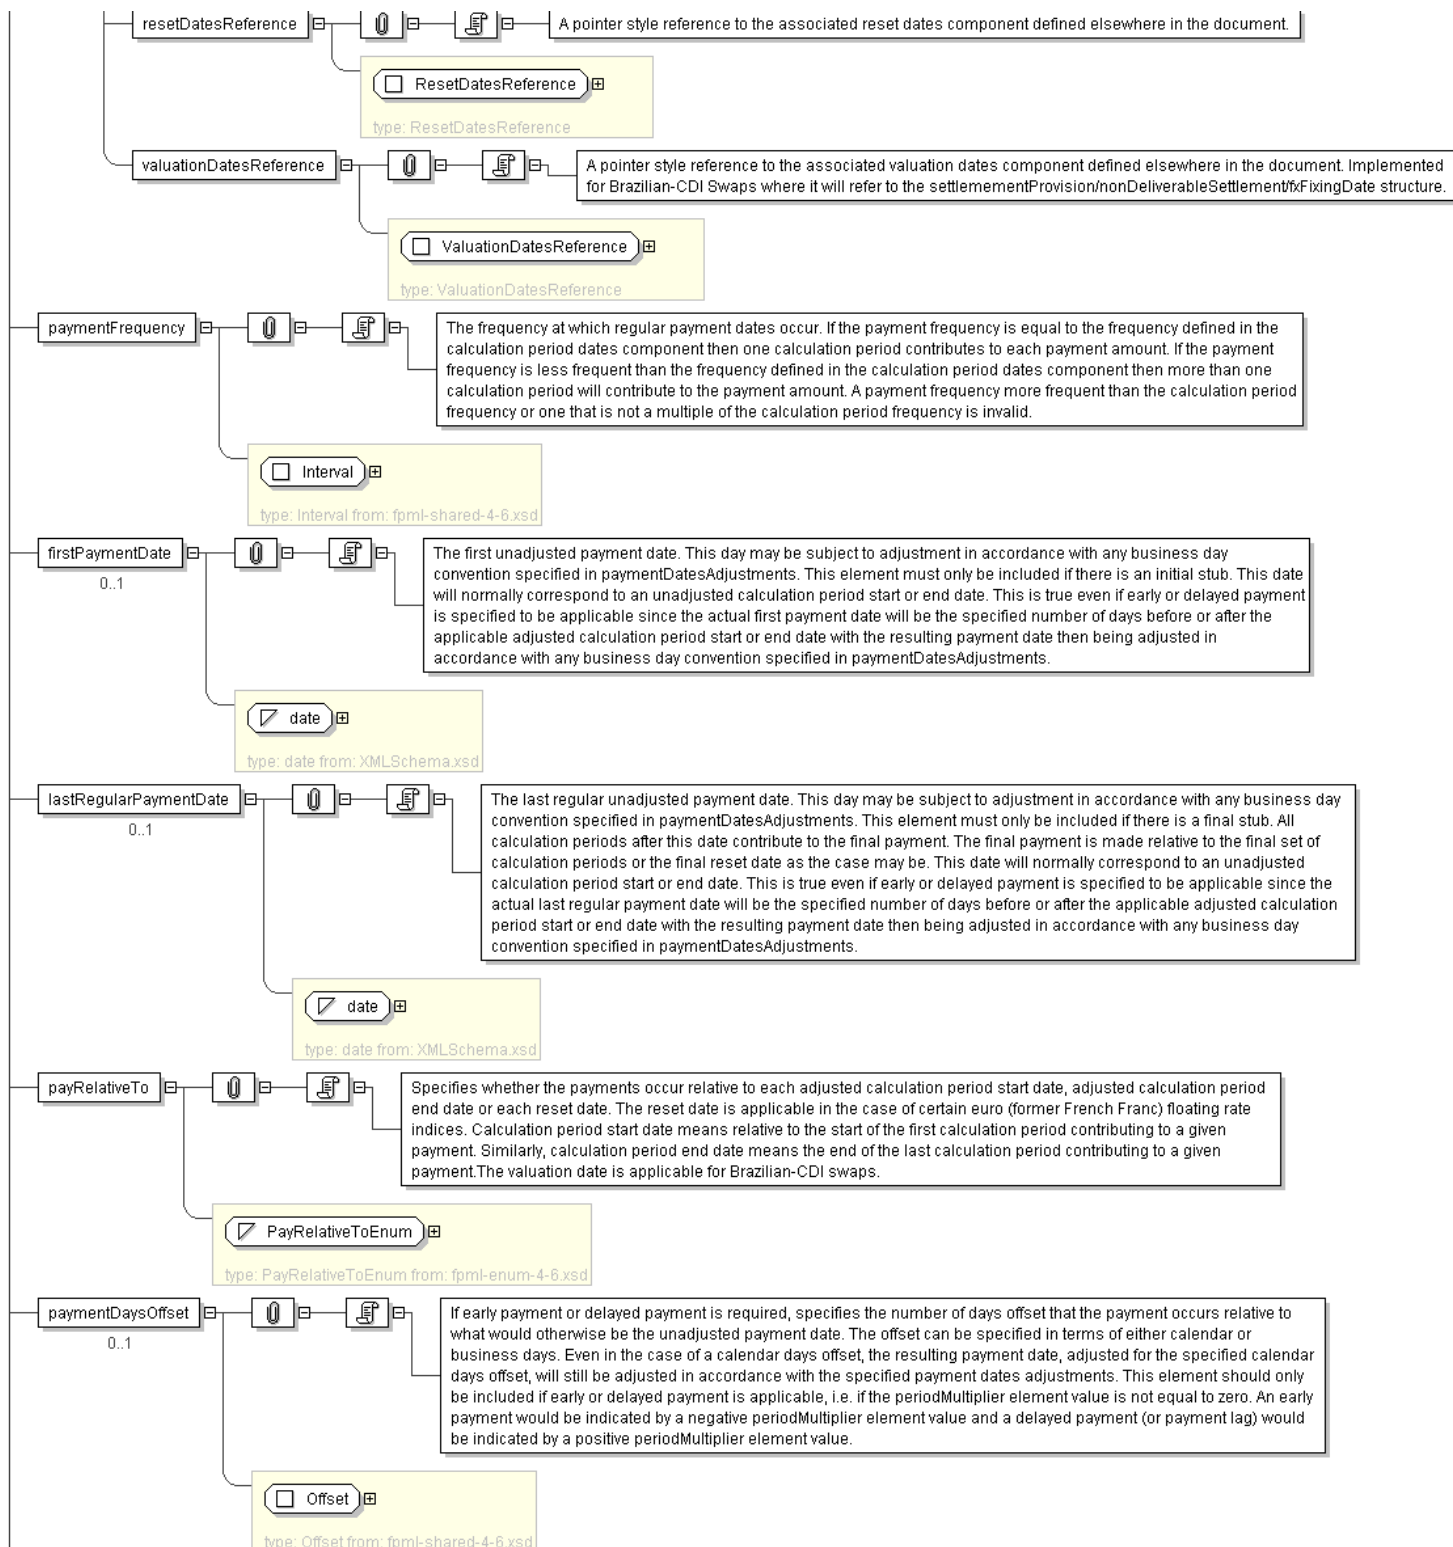 resetDatesReference
A pointer style reference to the associated reset dates component defined elsewhere in the document.
ResetDatesReference
type: ResetDatesReference
valuationDatesReference
A pointer style reference to the associated valuation dates component defined elsewhere in the document. Implemented
for Brazilian-CDI Swaps where it will refer to the settlemementProvision/nonDeliverableSettlement/fxFixingDate structure.
ValuationDatesReference
type: ValuationDatesReference
paymentFrequency
The frequency at which regular payment dates occur. If the payment frequency is equal to the frequency defined in the
calculation period dates component then one calculation period contributes to each payment amount. If the payment
frequency is less frequent than the frequency defined in the calculation period dates component then more than one
calculation period will contribute to the payment amount. A payment frequency more frequent than the calculation period
frequency or one that is not a multiple of the calculation period frequency is invalid.
Interval
type: Interval from: fpml-shared-4-6.xsd
firstPaymentDate
0..1
The first unadjusted payment date. This day may be subject to adjustment in accordance with any business day
convention specified in paymentDatesAdjustments. This element must only be included if there is an initial stub. This date
will normally correspond to an unadjusted calculation period start or end date. This is true even if early or delayed payment
is specified to be applicable since the actual first payment date will be the specified number of days before or after the
applicable adjusted calculation period start or end date with the resulting payment date then being adjusted in
accordance with any business day convention specified in paymentDatesAdjustments.
date
type: date from: XMLSchema.xsd
lastRegularPaymentDate
0..1
The last regular unadjusted payment date. This day may be subject to adjustment in accordance with any business day
convention specified in paymentDatesAdjustments. This element must only be included if there is a final stub. All
calculation periods after this date contribute to the final payment. The final payment is made relative to the final set of
calculation periods or the final reset date as the case may be. This date will normally correspond to an unadjusted
calculation period start or end date. This is true even if early or delayed payment is specified to be applicable since the
actual last regular payment date will be the specified number of days before or after the applicable adjusted calculation
period start or end date with the resulting payment date then being adjusted in accordance with any business day
convention specified in paymentDatesAdjustments.
date
type: date from: XMLSchema.xsd
payRelativeTo
Specifies whether the payments occur relative to each adjusted calculation period start date, adjusted calculation period
end date or each reset date. The reset date is applicable in the case of certain euro (former French Franc) floating rate
indices. Calculation period start date means relative to the start of the first calculation period contributing to a given
payment. Similarly, calculation period end date means the end of the last calculation period contributing to a given
payment.The valuation date is applicable for Brazilian-CDI swaps.
PayRelativeToEnum
type: PayRelativeToEnum from: fpml-enum-4-6.xsd
paymentDaysOffset
0..1
If early payment or delayed payment is required, specifies the number of days offset that the payment occurs relative to
what would otherwise be the unadjusted payment date. The offset can be specified in terms of either calendar or
business days. Even in the case of a calendar days offset, the resulting payment date, adjusted for the specified calendar
days offset, will still be adjusted in accordance with the specified payment dates adjustments. This element should only
be included if early or delayed payment is applicable, i.e. if the periodMultiplier element value is not equal to zero. An early
payment would be indicated by a negative periodMultiplier element value and a delayed payment (or payment lag) would
be indicated by a positive periodMultiplier element value.
Offset
type: Offset from: fpml-shared-4-6.xsd